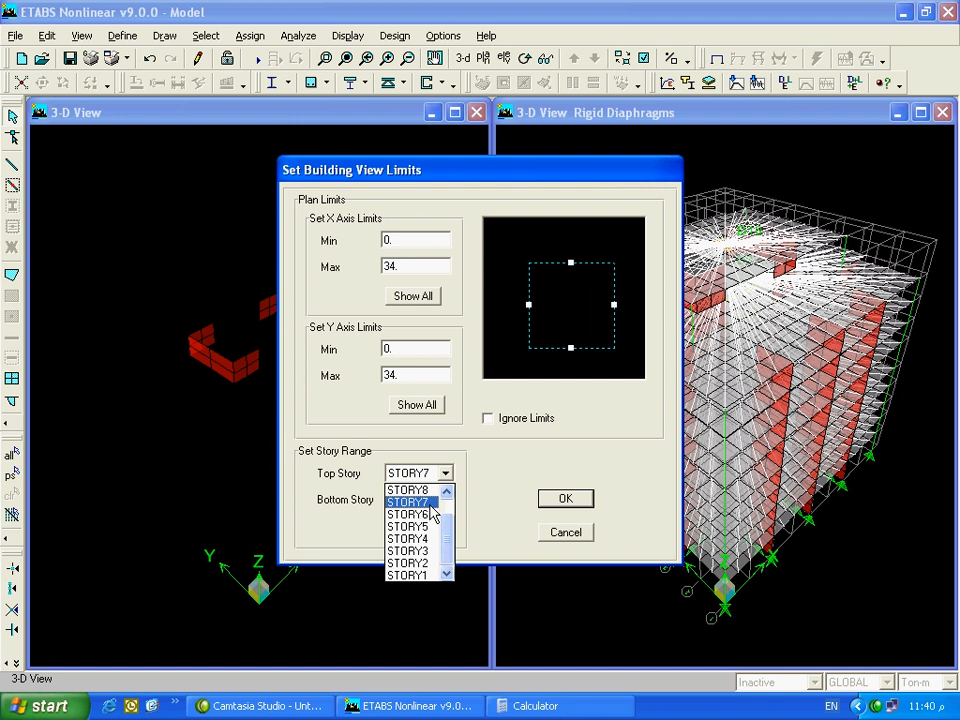 ETABS Nonlinear v9.0.0 - Model
File Edit View Define Draw Select Assign Analyze Display Design Options Help
3-d
3-D View
3-D View Rigid Diaphragms
Set Building View Limits
Plan Limits
Set X Axis Limits
Min 0.
Max 34.
Show All
Set Y Axis Limits
Min 0.
Max 34.
Show All
Ignore Limits
Set Story Range
Top Story STORY7
Bottom Story
STORY8
STORY7
STORY6
STORY5
STORY4
STORY3
STORY2
STORY1
OK
Cancel
Y Z
X
all
ps
clr
3-D View
Inactive GLOBAL Ton-m
start Camtasia Studio - Unt... ETABS Nonlinear v9.0... Calculator EN 11:40 م